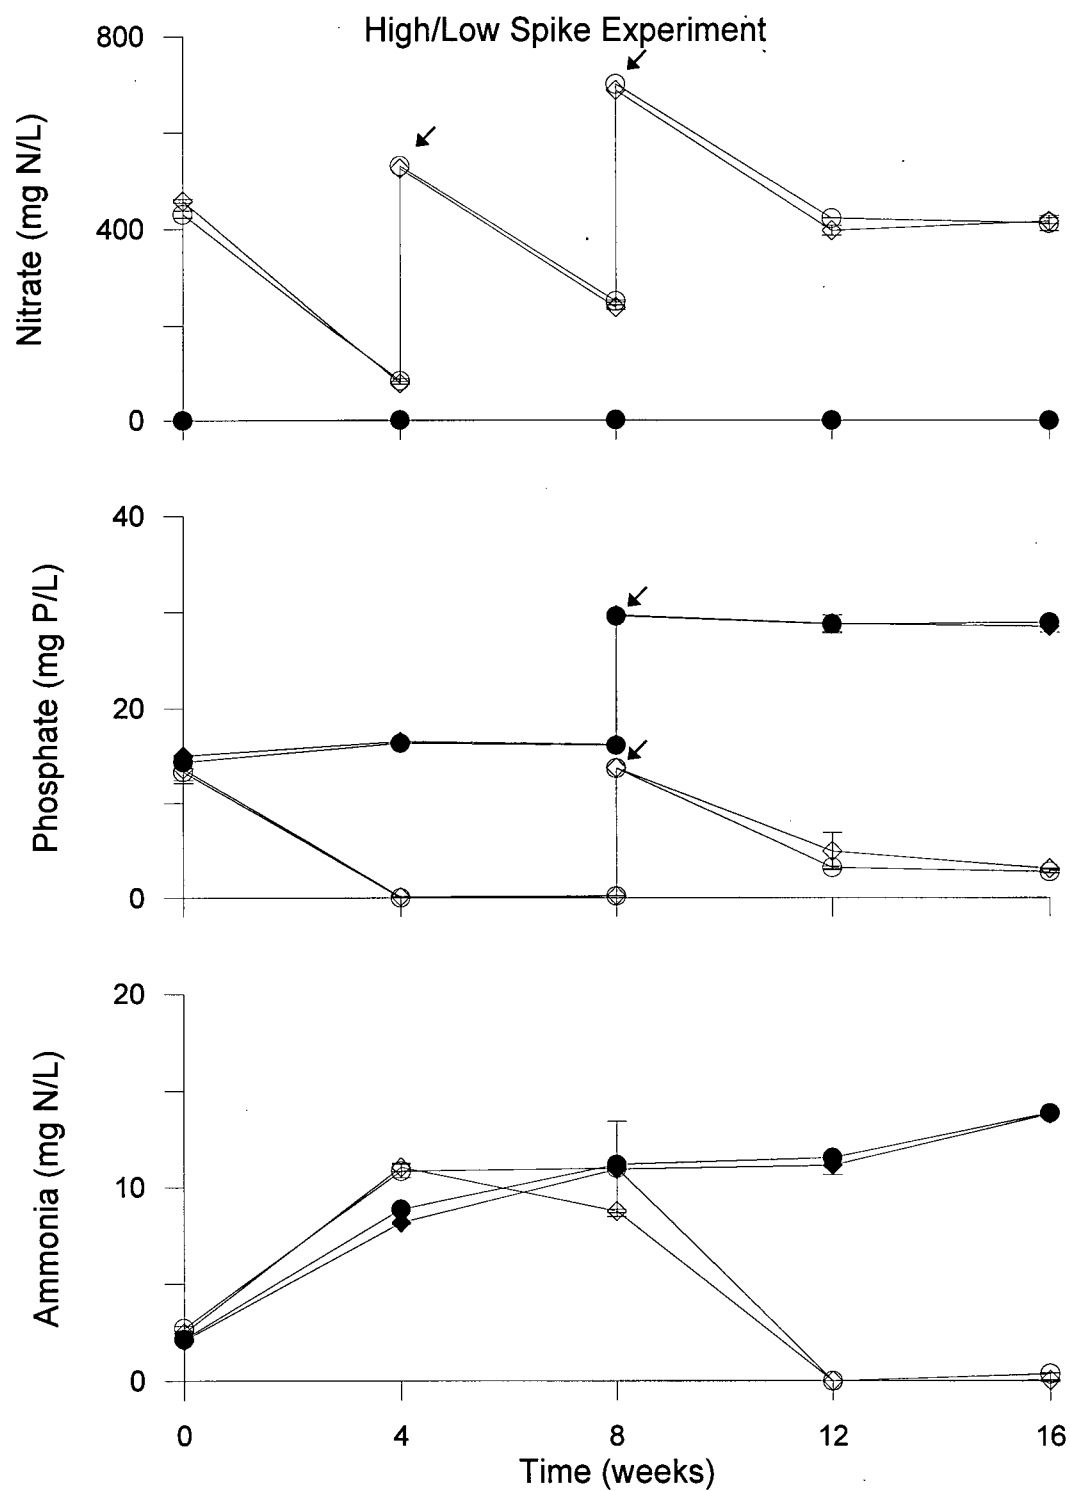 High/Low Spike Experiment
800
400
0
Nitrate (mg N/L)
40
20
0
Phosphate (mg P/L)
20
10
0
Ammonia (mg N/L)
0 4 8 12 16
Time (weeks)